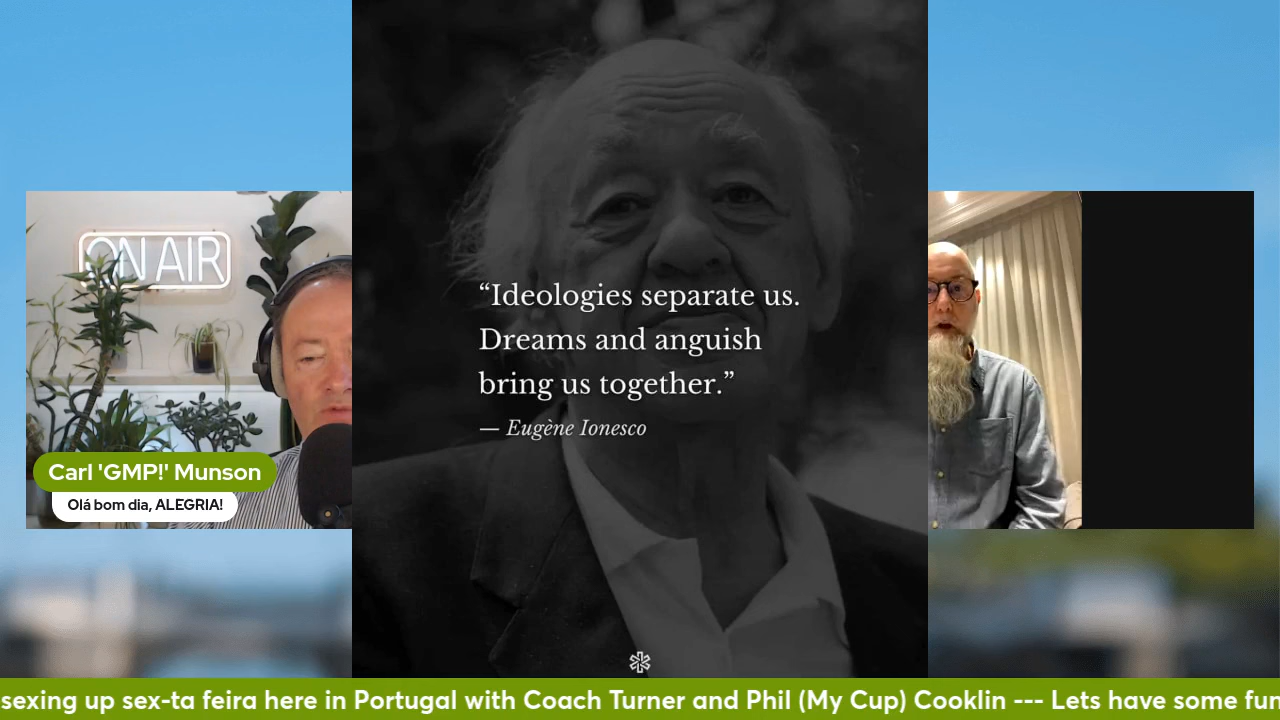 ON AIR
“Ideologies separate us.
Dreams and anguish
bring us together.”
— Eugène Ionesco
Carl 'GMP!' Munson
Olá bom dia, ALEGRIA!
sexing up sex-ta feira here in Portugal with Coach Turner and Phil (My Cup) Cooklin --- Lets have some fun